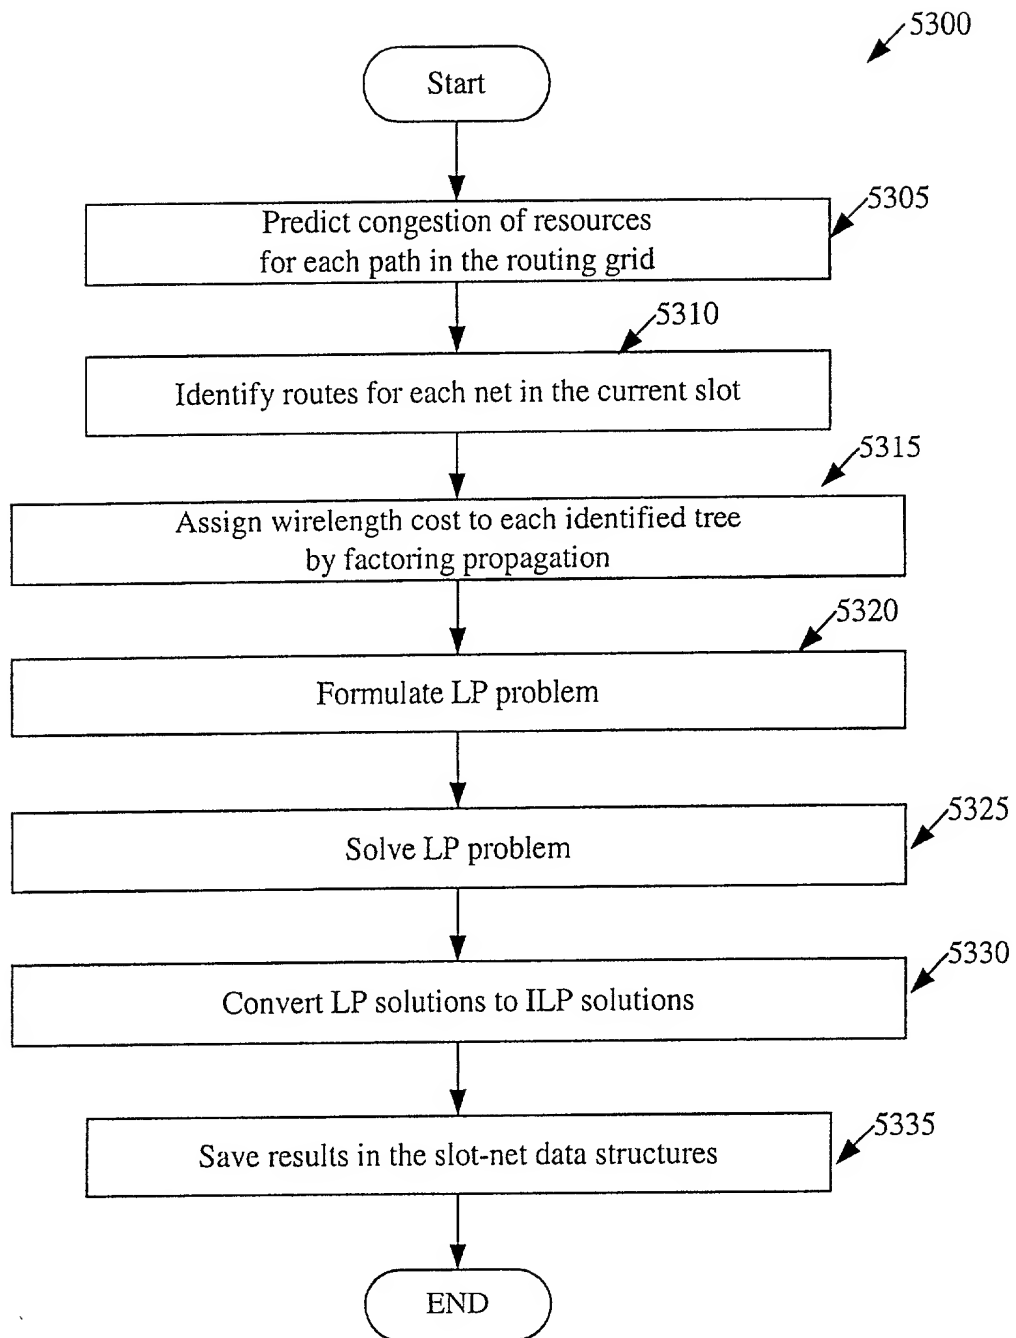 5300
Start
5305
Predict congestion of resources
for each path in the routing grid
5310
Identify routes for each net in the current slot
5315
Assign wirelength cost to each identified tree
by factoring propagation
5320
Formulate LP problem
5325
Solve LP problem
5330
Convert LP solutions to ILP solutions
5335
Save results in the slot-net data structures
END